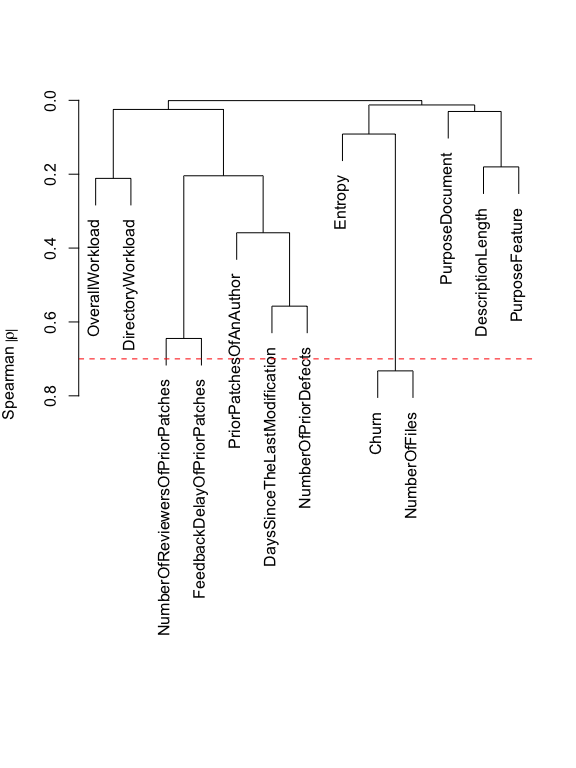 Spearman |ρ|
0.0
0.2
0.4
0.6
0.8
OverallWorkload
DirectoryWorkload
NumberOfReviewersOfPriorPatches
FeedbackDelayOfPriorPatches
PriorPatchesOfAnAuthor
DaysSinceTheLastModification
NumberOfPriorDefects
Entropy
Churn
NumberOfFiles
PurposeDocument
DescriptionLength
PurposeFeature